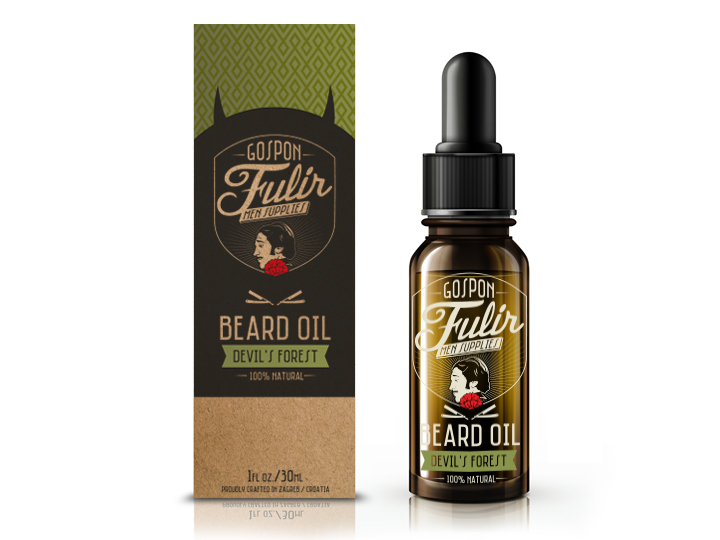 GOSPON
Fulir
MEN SUPPLIES
BEARD OIL
DEVIL'S FOREST
100% NATURAL
1FL OZ./30ML
PROUDLY CRAFTED IN ZAGREB / CROATIA
GOSPON
Fulir
MEN SUPPLIES
BEARD OIL
DEVIL'S FOREST
100% NATURAL